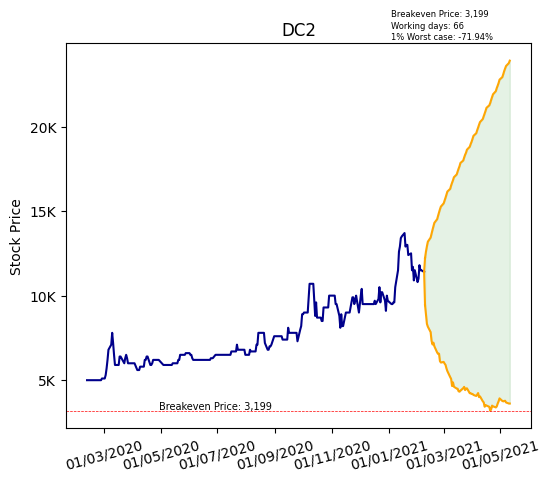 Breakeven Price: 3,199
Working days: 66
1% Worst case: -71.94%
DC2
Stock Price
20K
15K
10K
5K
Breakeven Price: 3,199
01/03/2020
01/05/2020
01/07/2020
01/09/2020
01/11/2020
01/01/2021
01/03/2021
01/05/2021